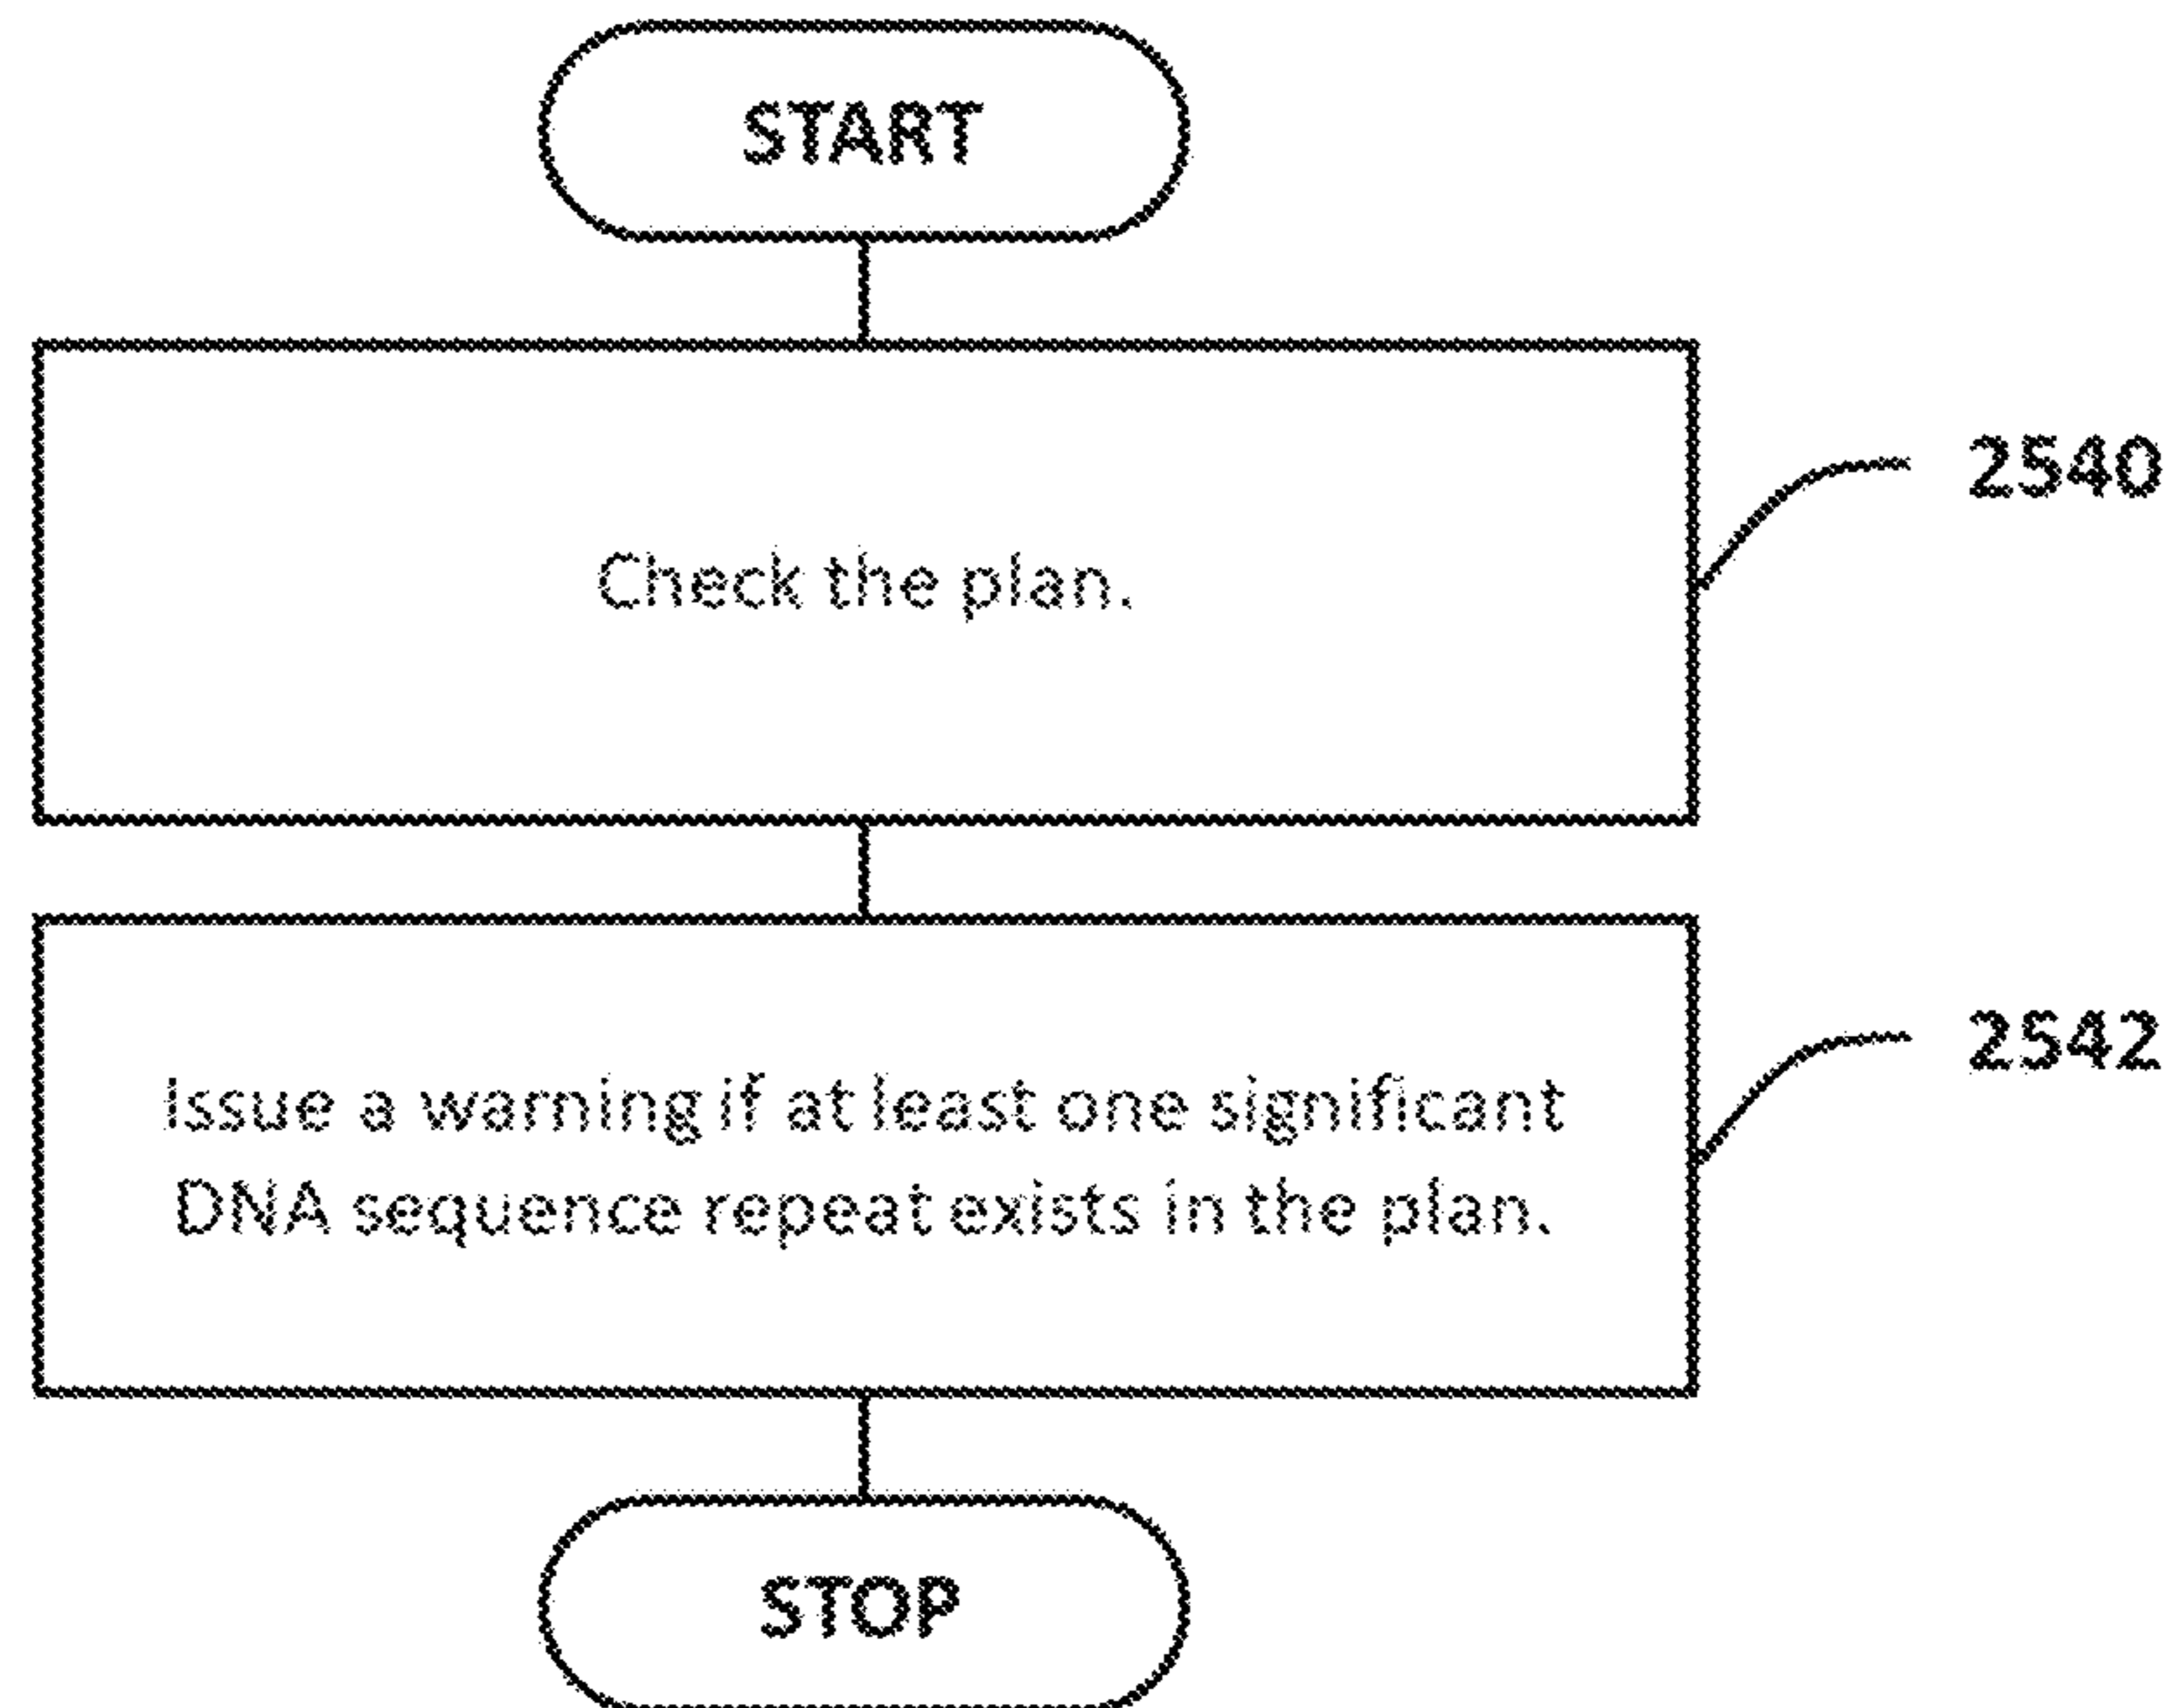 START
Check the plan.
2540
Issue a warning if at least one significant
DNA sequence repeat exists in the plan.
2542
STOP